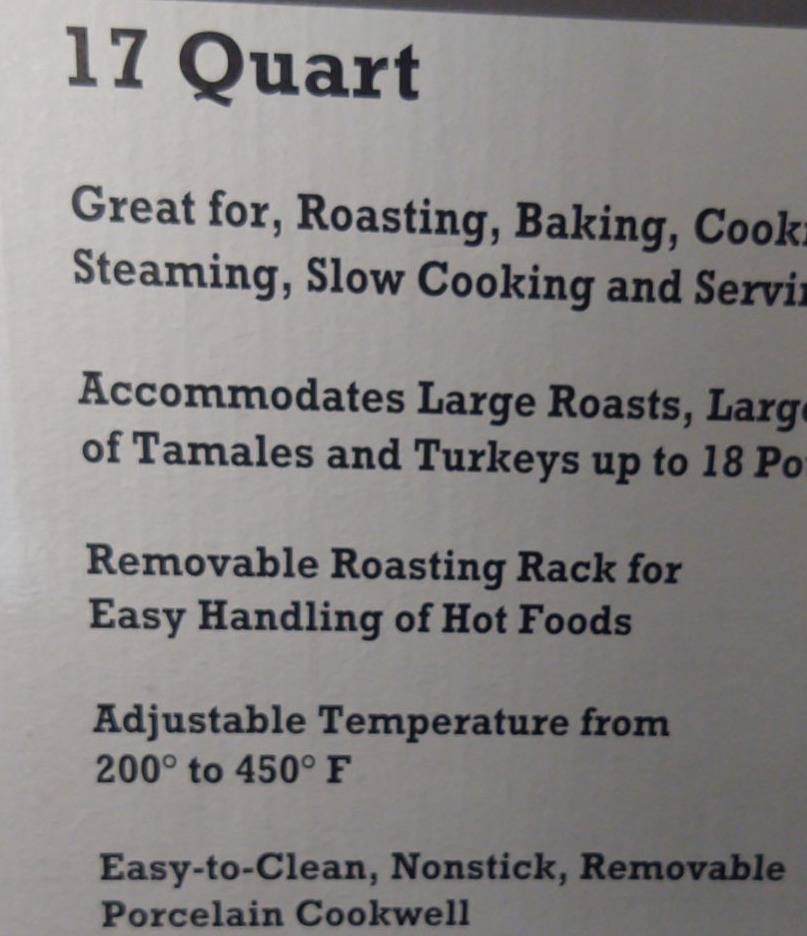 17 Quart
Great for, Roasting, Baking,
Steaming, Slow Cooking and
Accommodates Large Roasts,
of Tamales and Turkeys up to 18
Removable Roasting Rack for
Easy Handling of Hot Foods
Adjustable Temperature from
200° to 450° F
Easy-to-Clean, Nonstick, Removable
Porcelain Cookwell